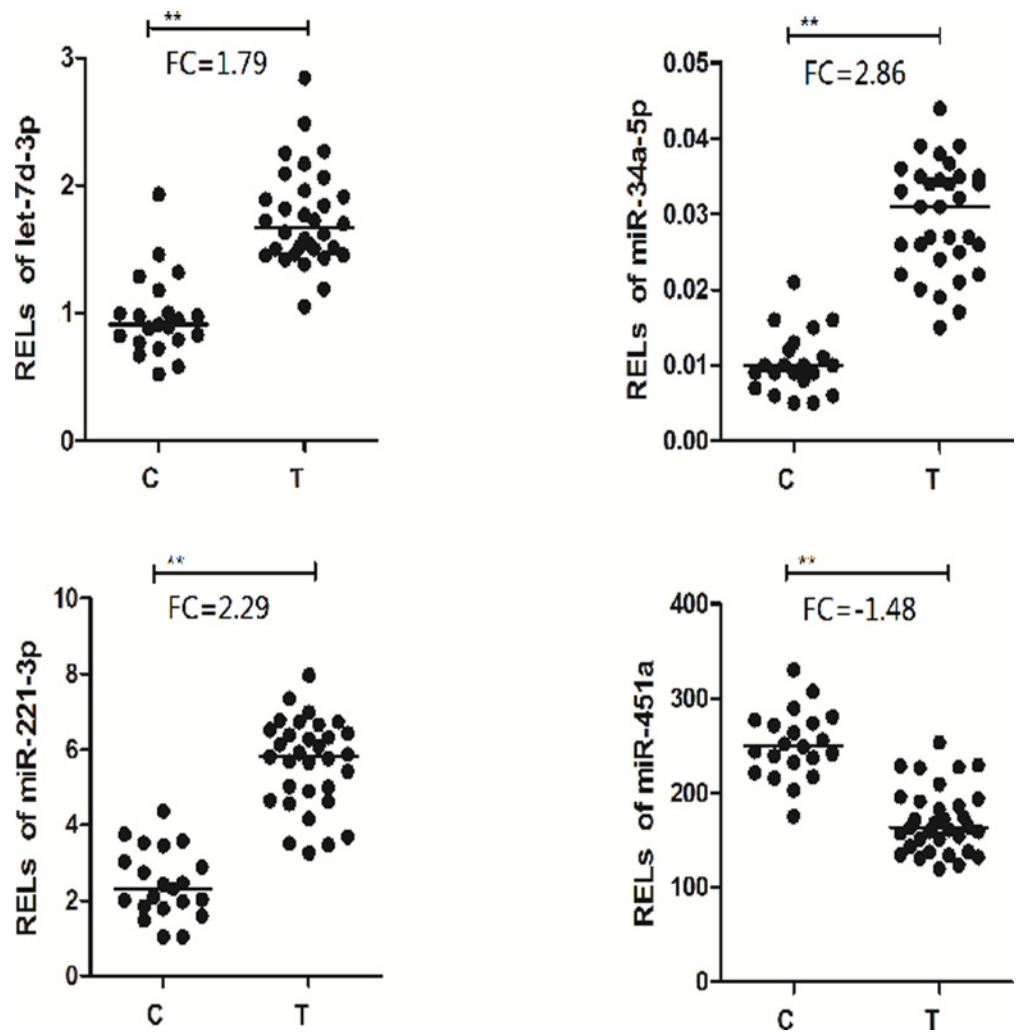 **
FC=1.79
RELs of let-7d-3p
3
2
1
0
C T
**
FC=2.86
RELs of miR-34a-5p
0.05
0.04
0.03
0.02
0.01
0.00
C T
**
FC=2.29
RELs of miR-221-3p
10
8
6
4
2
0
C T
**
FC=-1.48
RELs of miR-451a
400
300
200
100
0
C T